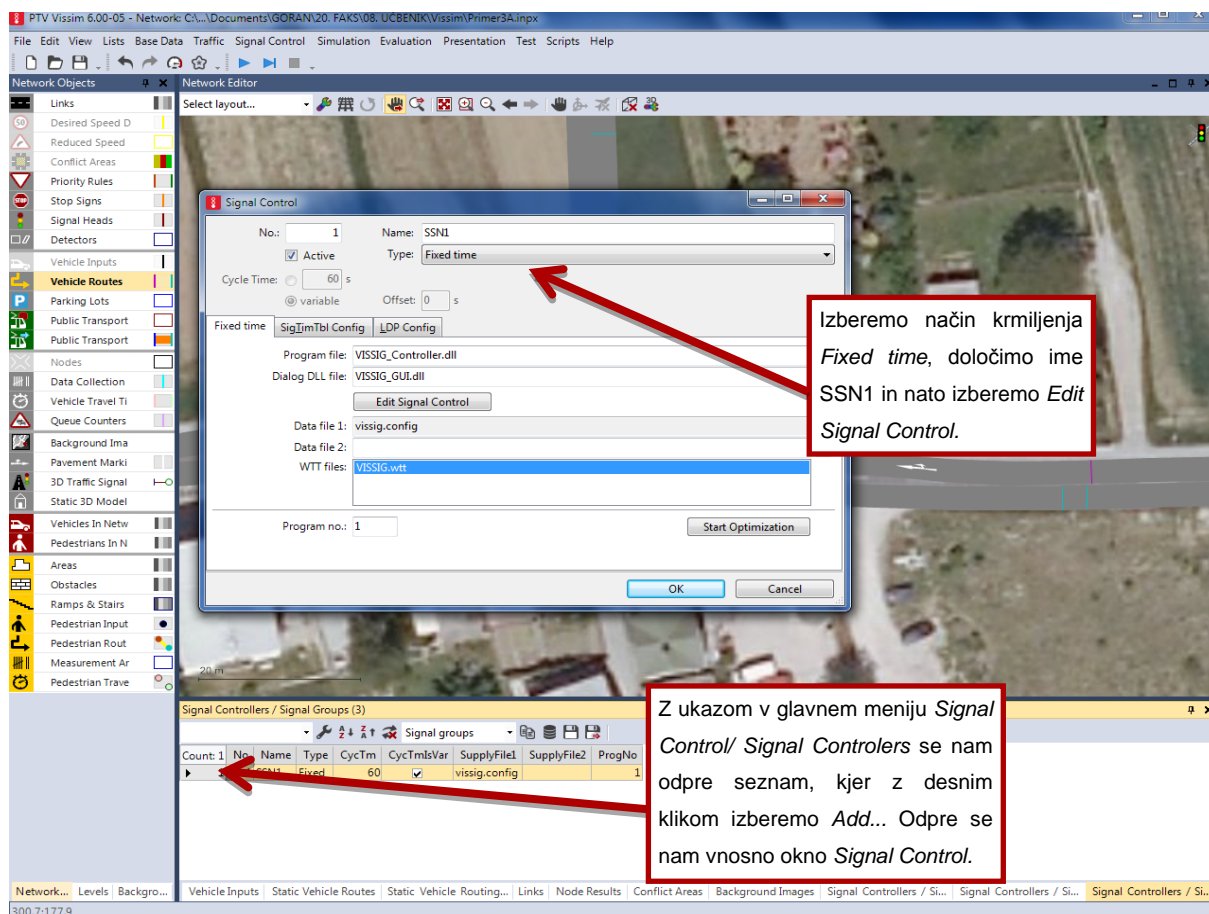 PTV Vissim 6.00-05 - Network: C:\...\Documents\GORAN\20. FAKS\08. UČBENIK\Vissim\Primer3A.inpx
File Edit View Lists Base Data Traffic Signal Control Simulation Evaluation Presentation Test Scripts Help
Network Objects
Links
Desired Speed D
Reduced Speed
Conflict Areas
Priority Rules
Stop Signs
Signal Heads
Detectors
Vehicle Inputs
Vehicle Routes
Parking Lots
Public Transport
Public Transport
Nodes
Data Collection
Vehicle Travel Ti
Queue Counters
Background Ima
Pavement Marki
3D Traffic Signal
Static 3D Model
Vehicles In Netw
Pedestrians In N
Areas
Obstacles
Ramps & Stairs
Pedestrian Input
Pedestrian Rout
Measurement Ar
Pedestrian Trave
Network... Levels Backgro...
300.7:177.9
Network Editor
Select layout...
Signal Control
No.: 1 Name: SSN1
Active Type: Fixed time
Cycle Time: 60 s
variable Offset: 0 s
Fixed time SigTimTbl Config LDP Config
Program file: VISSIG_Controller.dll
Dialog DLL file: VISSIG_GUI.dll
Edit Signal Control
Data file 1: vissig.config
Data file 2:
WTT files: VISSIG.wtt
Program no.: 1 Start Optimization
OK Cancel
Izberemo način krmiljenja
Fixed time, določimo ime
SSN1 in nato izberemo Edit
Signal Control.
20 m
Signal Controllers / Signal Groups (3)
Signal groups
Count: 1 No Name Type CycTm CycTmIsVar SupplyFile1 SupplyFile2 ProgNo
1 SSN1 Fixed 60 vissig.config 1
Z ukazom v glavnem meniju Signal
Control/ Signal Controlers se nam
odpre seznam, kjer z desnim
klikom izberemo Add... Odpre se
nam vnosno okno Signal Control.
Vehicle Inputs Static Vehicle Routes Static Vehicle Routing... Links Node Results Conflict Areas Background Images Signal Controllers / Si... Signal Controllers / Si... Signal Controllers / Si...